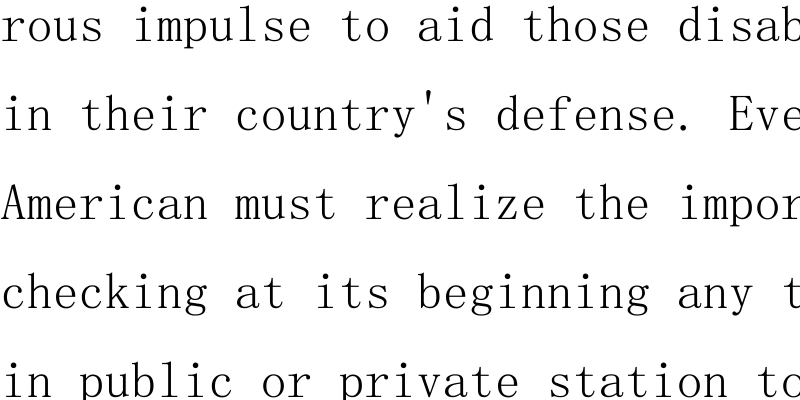 rous impulse to aid those disab
in their country's defense. Eve
American must realize the impor
checking at its beginning any t
in public or private station to